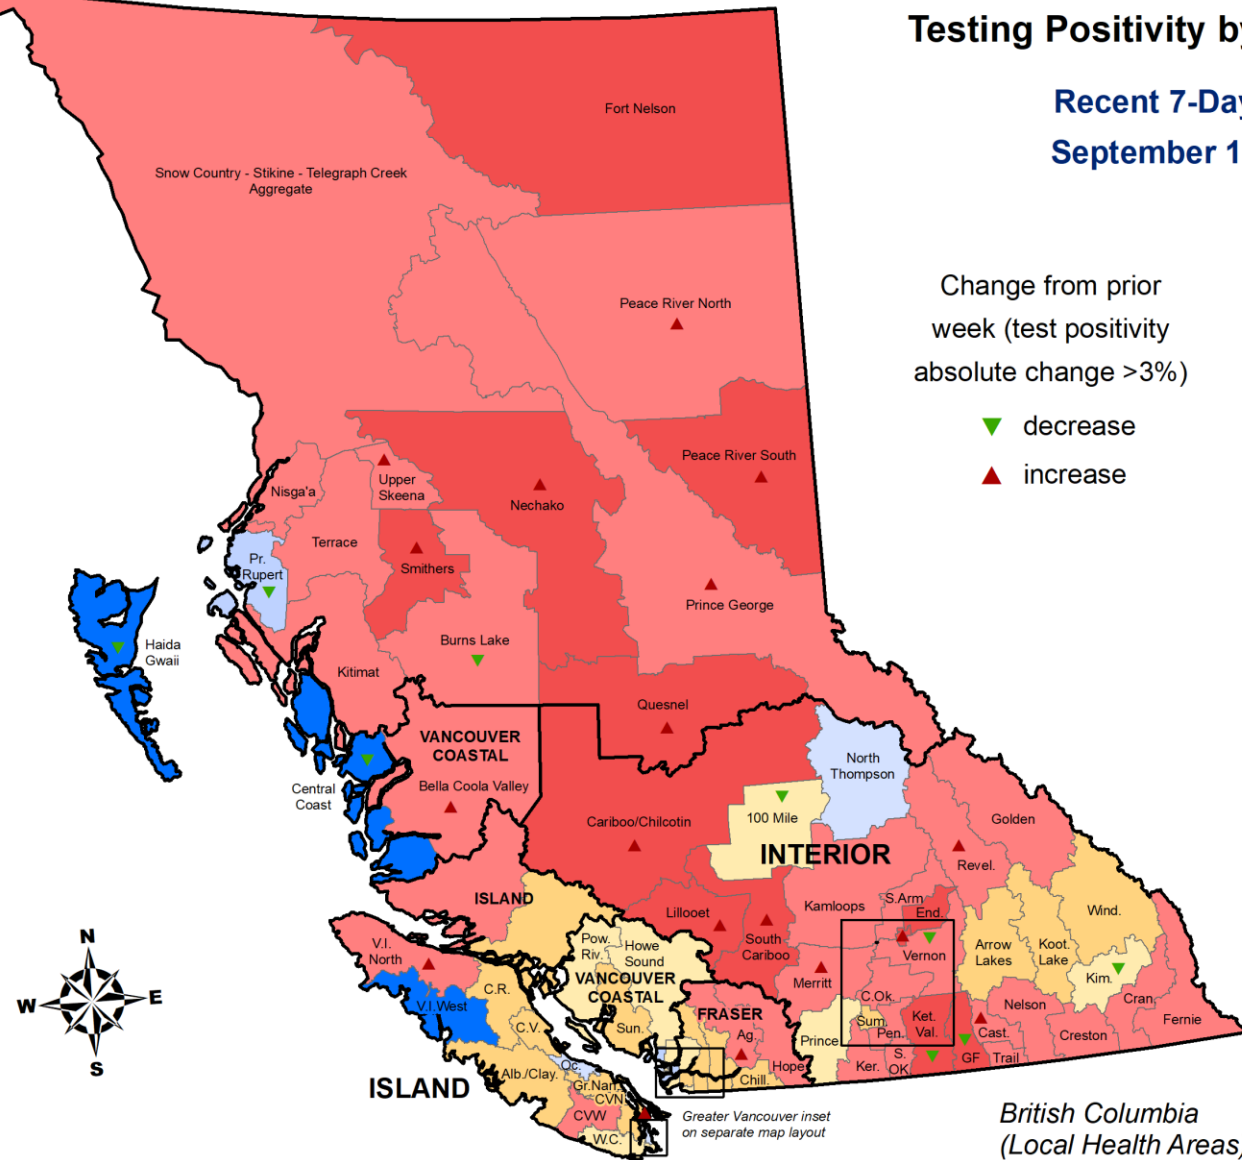 Testing Positivity by
Recent 7-Day
September 1
Fort Nelson
Snow Country - Stikine - Telegraph Creek
Aggregate
Peace River North
Change from prior
week (test positivity
absolute change >3%)
decrease
increase
Peace River South
Upper
Skeena
Nisga'a
Nechako
Terrace
Pr.
Rupert
Smithers
Prince George
Burns Lake
Haida
Gwaii
Kitimat
Quesnel
VANCOUVER
COASTAL
North
Thompson
Bella Coola Valley
Central
Coast
Cariboo/Chilcotin
100 Mile
Golden
INTERIOR
Revel.
ISLAND
Kamloops
S.Arm
End.
Lillooet
Wind.
V.I.
North
Pow.
Riv.
Howe
Sound
South
Cariboo
Vernon
Arrow
Lakes
Koot.
Lake
Kim.
VANCOUVER
COASTAL
Merritt
C.R.
C.Ok.
Cran.
V.I.West
FRASER
Nelson
Fernie
C.V.
Sun.
Ag.
Prince
Sum.
Pen.
Ket.
Val.
Cast.
Creston
Alb./Clay.
Qc.
Hope
Ker.
S.
OK
GF
Trail
Chill.
Gr.Nan.
CVN
CVW
W.C.
ISLAND
Greater Vancouver inset
on separate map layout
N
W
E
S
British Columbia
(Local Health Areas)